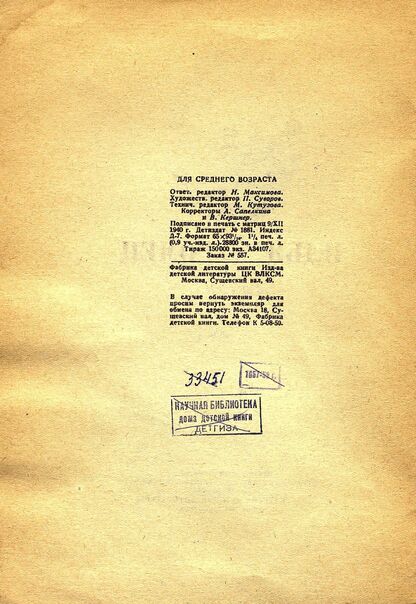 ДЛЯ СРЕДНЕГО ВОЗРАСТА
Ответ. редактор Н. Максимова.
Художеств. редактор П. Суворов.
Технич. редактор М. Кутузова.
Корректоры А. Сапелкина
и В. Кершнер.
Подписано в печать с матриц 9/XII
1940 г. Детиздат № 1881. Индекс
Д-7. Формат 65×93¹/₁₆. 1¹/₄ печ. л.
(0,9 уч.-изд. л.). 28800 зн. в печ. л.
Тираж 150000 экз. А34107.
Заказ № 557.
Фабрика детской книги Изд-ва
детской литературы ЦК ВЛКСМ.
Москва, Сущевский вал, 49.
В случае обнаружения дефекта
просим вернуть экземпляр для
обмена по адресу: Москва 18, Су-
щевский вал, дом № 49, Фабрика
детской книги. Телефон К 5-08-50.
33451
НАУЧНАЯ БИБЛИОТЕКА
дома детской книги
ДЕТГИЗА